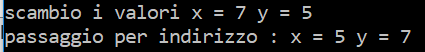 scambio i valori x = 7 y = 5
passaggio per indirizzo : x = 5 y = 7